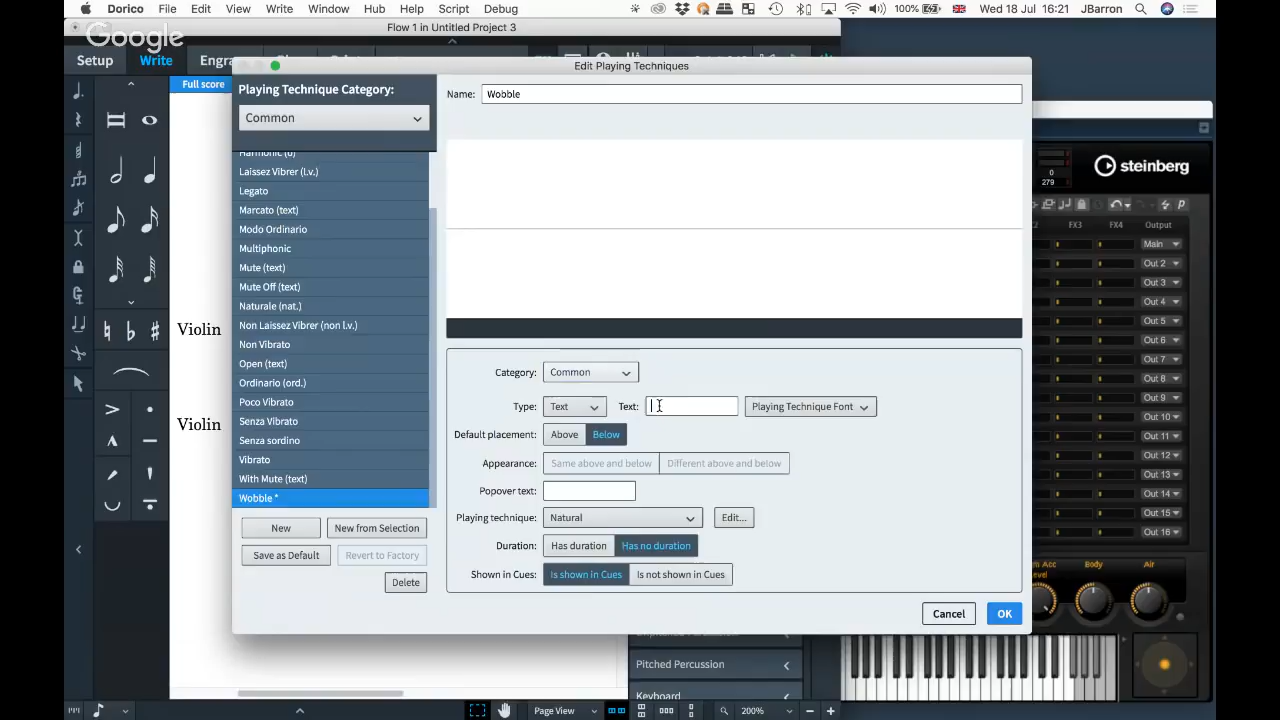 Dorico File Edit View Write Window Hub Help Script Debug 100% Wed 18 Jul 16:21 JBarron
Google
Flow 1 in Untitled Project 3
Setup Write Engra
Full score
Edit Playing Techniques
Playing Technique Category:
Common
Harmonic (o)
Laissez Vibrer (l.v.)
Legato
Marcato (text)
Modo Ordinario
Multiphonic
Mute (text)
Mute Off (text)
Naturale (nat.)
Non Laissez Vibrer (non l.v.)
Non Vibrato
Open (text)
Ordinario (ord.)
Poco Vibrato
Senza Vibrato
Senza sordino
Vibrato
With Mute (text)
Wobble *
New New from Selection
Save as Default Revert to Factory
Delete
Name: Wobble
Category: Common
Type: Text Text: Playing Technique Font
Default placement: Above Below
Appearance: Same above and below Different above and below
Popover text:
Playing technique: Natural Edit...
Duration: Has duration Has no duration
Shown in Cues: Is shown in Cues Is not shown in Cues
Cancel OK
Violin
Violin
steinberg
0
279
FX3 FX4 Output
Main
Out 2
Out 3
Out 4
Out 5
Out 6
Out 7
Out 8
Out 9
Out 10
Out 11
Out 12
Out 13
Out 14
Out 15
Out 16
Body Air
Pitched Percussion
Keyboard
Page View 200%